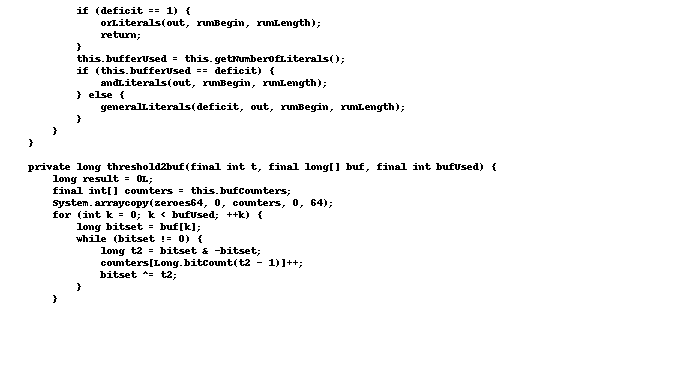 if (deficit == 1) {
orLiterals(out, runBegin, runLength);
return;
}
this.bufferUsed = this.getNumberOfLiterals();
if (this.bufferUsed == deficit) {
andLiterals(out, runBegin, runLength);
} else {
generalLiterals(deficit, out, runBegin, runLength);
}
}
}
private long threshold2buf(final int t, final long[] buf, final int bufUsed) {
long result = 0L;
final int[] counters = this.bufCounters;
System.arraycopy(zeroes64, 0, counters, 0, 64);
for (int k = 0; k < bufUsed; ++k) {
long bitset = buf[k];
while (bitset != 0) {
long t2 = bitset & -bitset;
counters[Long.bitCount(t2 - 1)]++;
bitset ^= t2;
}
}